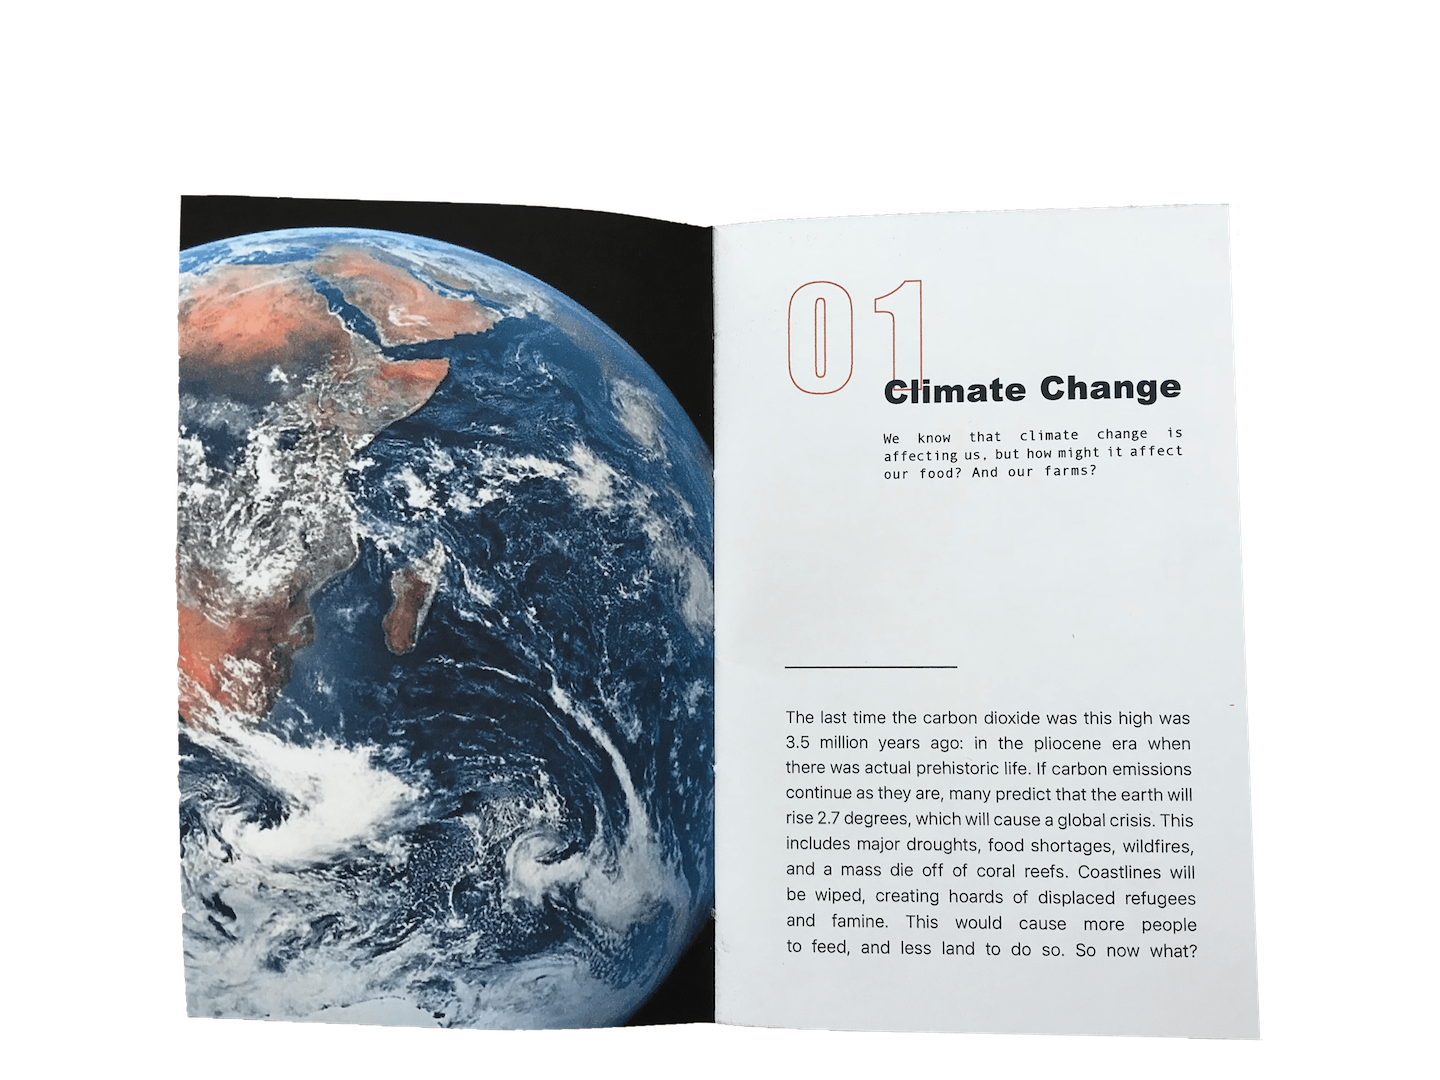 01
Climate Change
We know that climate change is
affecting us, but how might it affect
our food? And our farms?
The last time the carbon dioxide was this high was
3.5 million years ago: in the pliocene era when
there was actual prehistoric life. If carbon emissions
continue as they are, many predict that the earth will
rise 2.7 degrees, which will cause a global crisis. This
includes major droughts, food shortages, wildfires,
and a mass die off of coral reefs. Coastlines will
be wiped, creating hoards of displaced refugees
and famine. This would cause more people
to feed, and less land to do so. So now what?